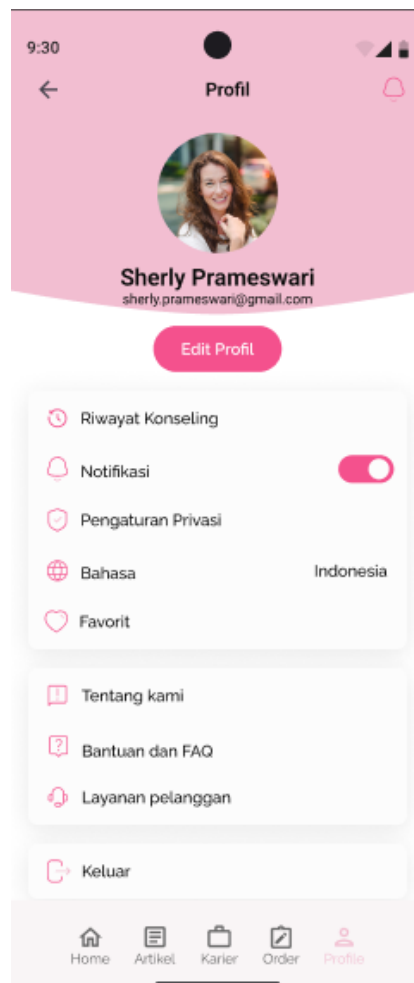 9:30
Profil
Sherly Prameswari
sherly.prameswari@gmail.com
Edit Profil
Riwayat Konseling
Notifikasi
Pengaturan Privasi
Bahasa Indonesia
Favorit
Tentang kami
Bantuan dan FAQ
Layanan pelanggan
Keluar
Home Artikel Karier Order Profile